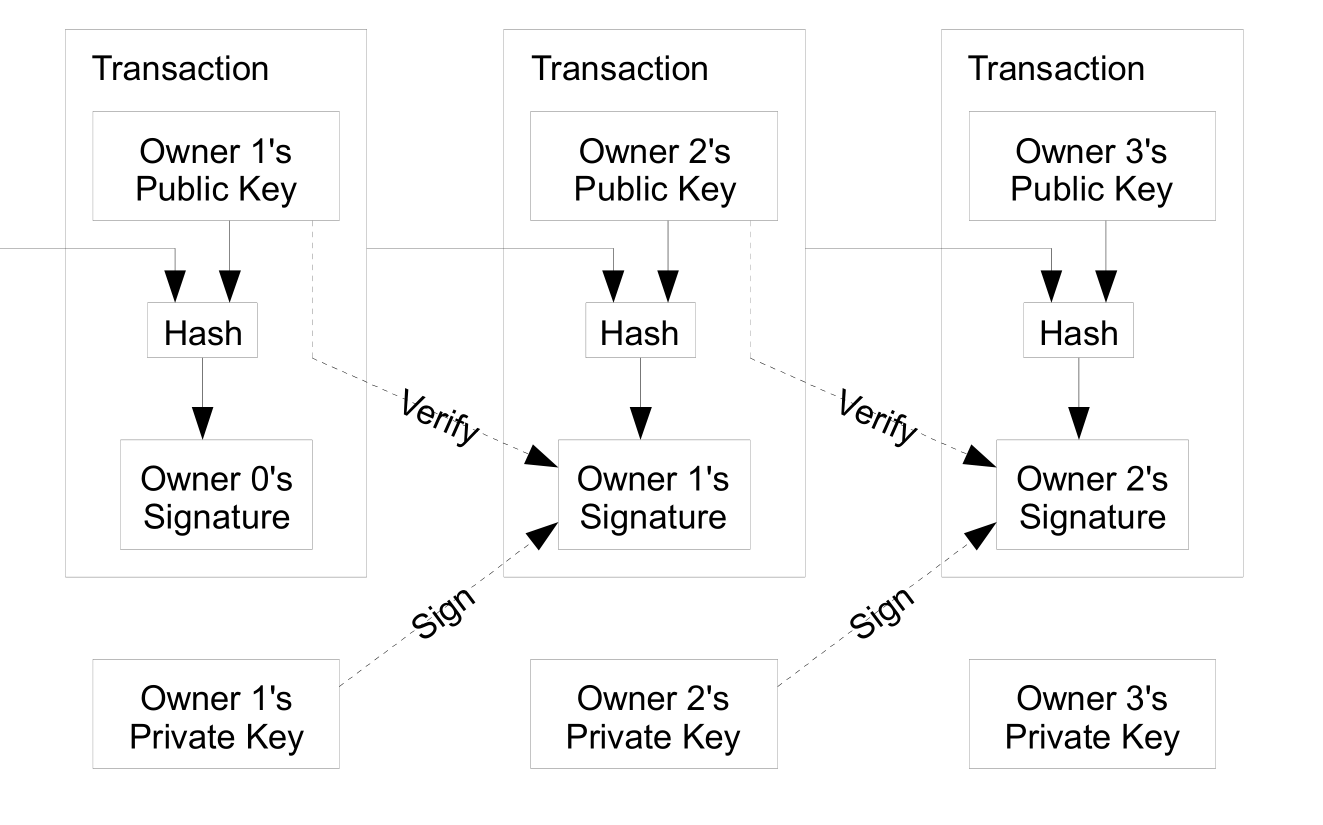 Transaction
Owner 1's
Public Key
Hash
Owner 0's
Signature
Transaction
Owner 2's
Public Key
Hash
Owner 1's
Signature
Transaction
Owner 3's
Public Key
Hash
Owner 2's
Signature
Verify
Verify
Sign
Sign
Owner 1's
Private Key
Owner 2's
Private Key
Owner 3's
Private Key